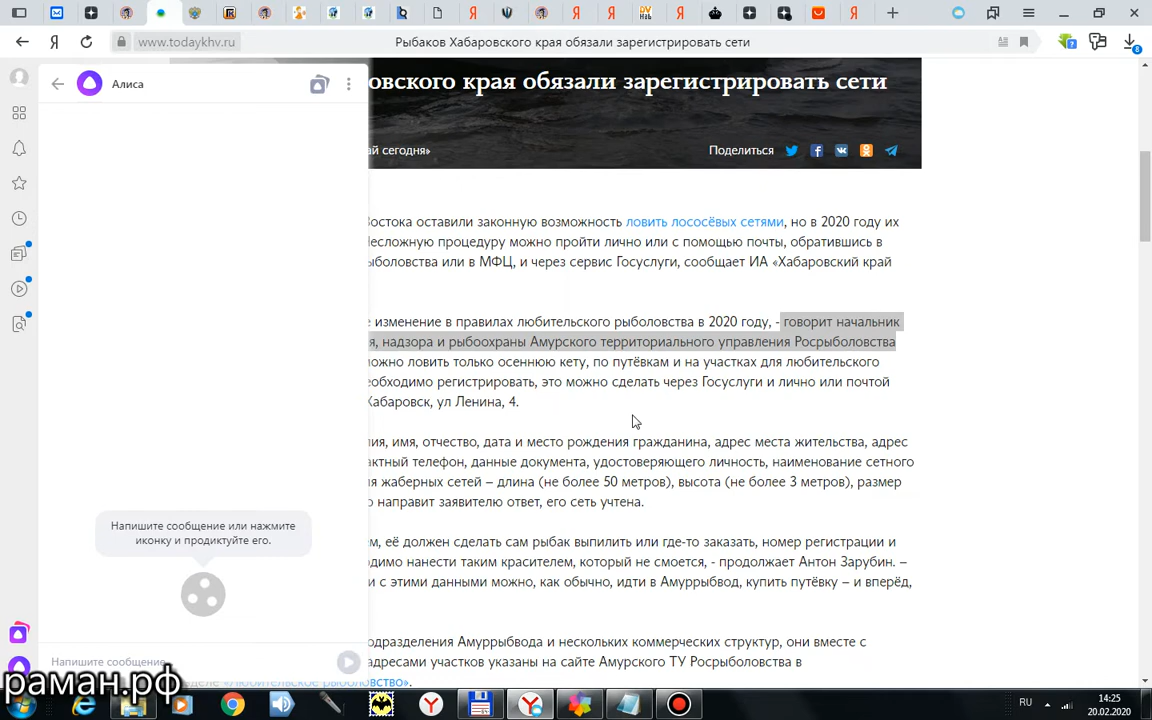 www.todaykhv.ru
Рыбаков Хабаровского края обязали зарегистрировать сети
8
Алиса
овского края обязали зарегистрировать сети
ай сегодня»
Поделиться
Востока оставили законную возможность ловить лососёвых сетями, но в 2020 году их
Несложную процедуру можно пройти лично или с помощью почты, обратившись в
ыболовства или в МФЦ, и через сервис Госуслуги, сообщает ИА «Хабаровский край
е изменение в правилах любительского рыболовства в 2020 году, - говорит начальник
я, надзора и рыбоохраны Амурского территориального управления Росрыболовства
можно ловить только осеннюю кету, по путёвкам и на участках для любительского
еобходимо регистрировать, это можно сделать через Госуслуги и лично или почтой
Хабаровск, ул Ленина, 4.
лия, имя, отчество, дата и место рождения гражданина, адрес места жительства, адрес
актный телефон, данные документа, удостоверяющего личность, наименование сетного
я жаберных сетей – длина (не более 50 метров), высота (не более 3 метров), размер
о направит заявителю ответ, его сеть учтена.
ем, её должен сделать сам рыбак выпилить или где-то заказать, номер регистрации и
одимо нанести таким красителем, который не смоется, - продолжает Антон Зарубин. –
и с этими данными можно, как обычно, идти в Амуррыбвод, купить путёвку – и вперёд,
одразделения Амуррыбвода и нескольких коммерческих структур, они вместе с
адресами участков указаны на сайте Амурского ТУ Росрыболовства в
зделе «Любительское рыболовство».
Напишите сообщение или нажмите
иконку и продиктуйте его.
Напишите сообщение
раман.рф
RU
14:25
20.02.2020